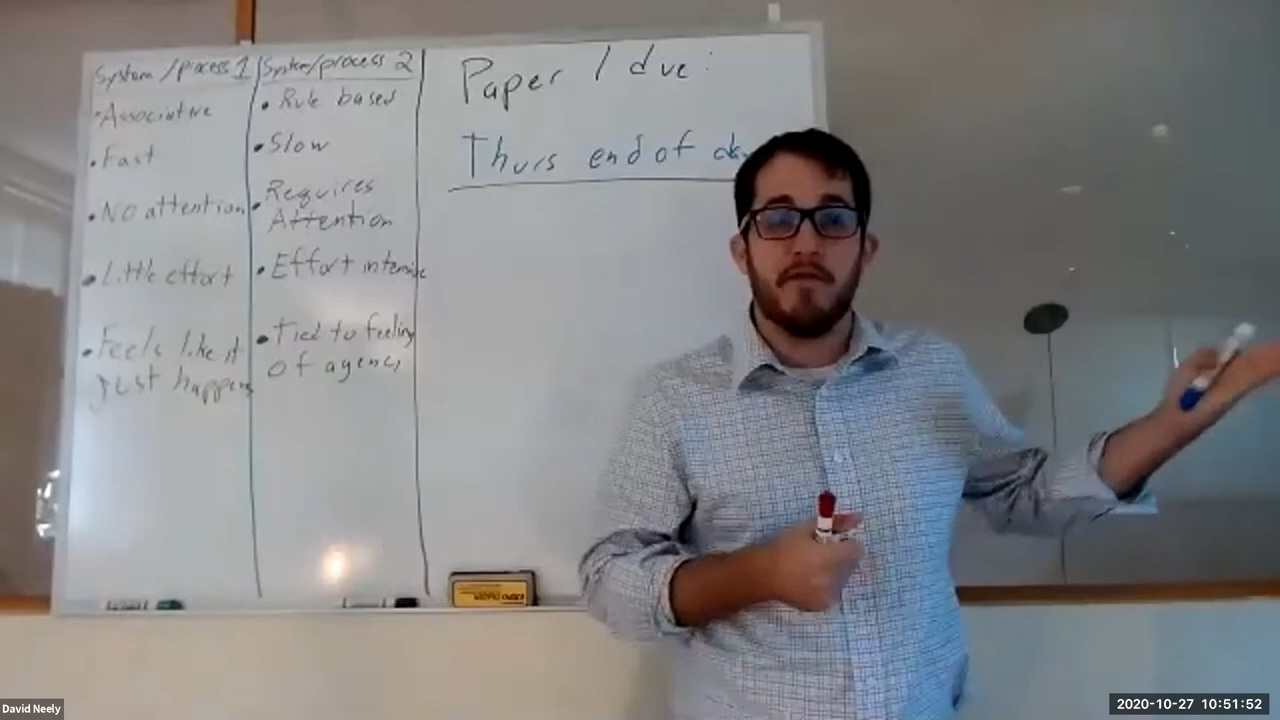 System/process 1
• Associative
• Fast
• No attention
• Little effort
• Feels like it
just happens
System/process 2
• Rule based
• Slow
• Requires
Attention
• Effort intensive
• Tied to feeling
of agency
Paper 1 due:
Thurs end of day
EXPO
David Neely
2020-10-27 10:51:52